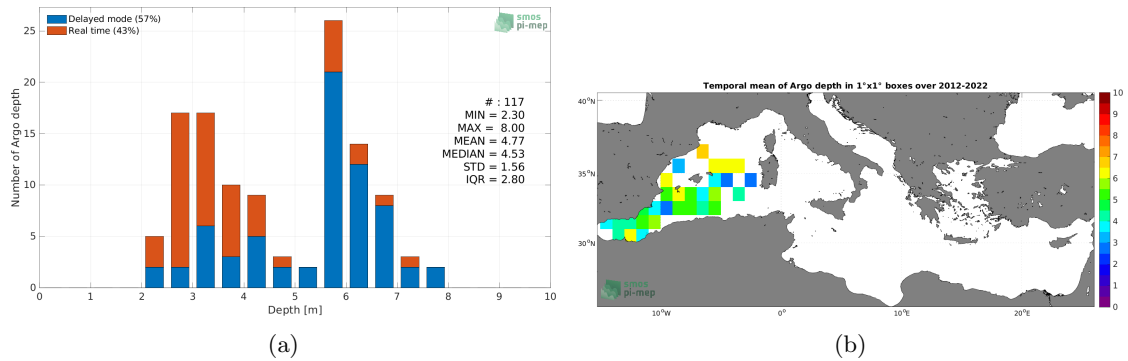 Delayed mode (57%)
Real time (43%)
smos
pi-mep
# : 117
MIN = 2.30
MAX = 8.00
MEAN = 4.77
MEDIAN = 4.53
STD = 1.56
IQR = 2.80
Number of Argo depth
25
20
15
10
5
0
0 1 2 3 4 5 6 7 8 9 10
Depth [m]
(a)
Temporal mean of Argo depth in 1°x1° boxes over 2012-2022
40°N
35°N
30°N
10°W 0° 10°E 20°E
smos
pi-mep
10
9
8
7
6
5
4
3
2
1
0
(b)